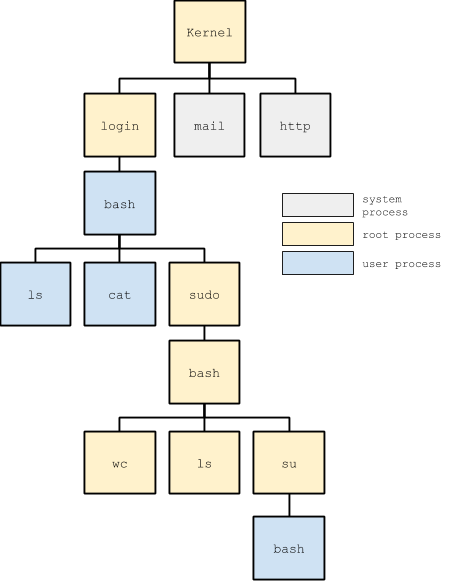 Kernel
login
mail
http
bash
system
process
root process
user process
ls
cat
sudo
bash
wc
ls
su
bash